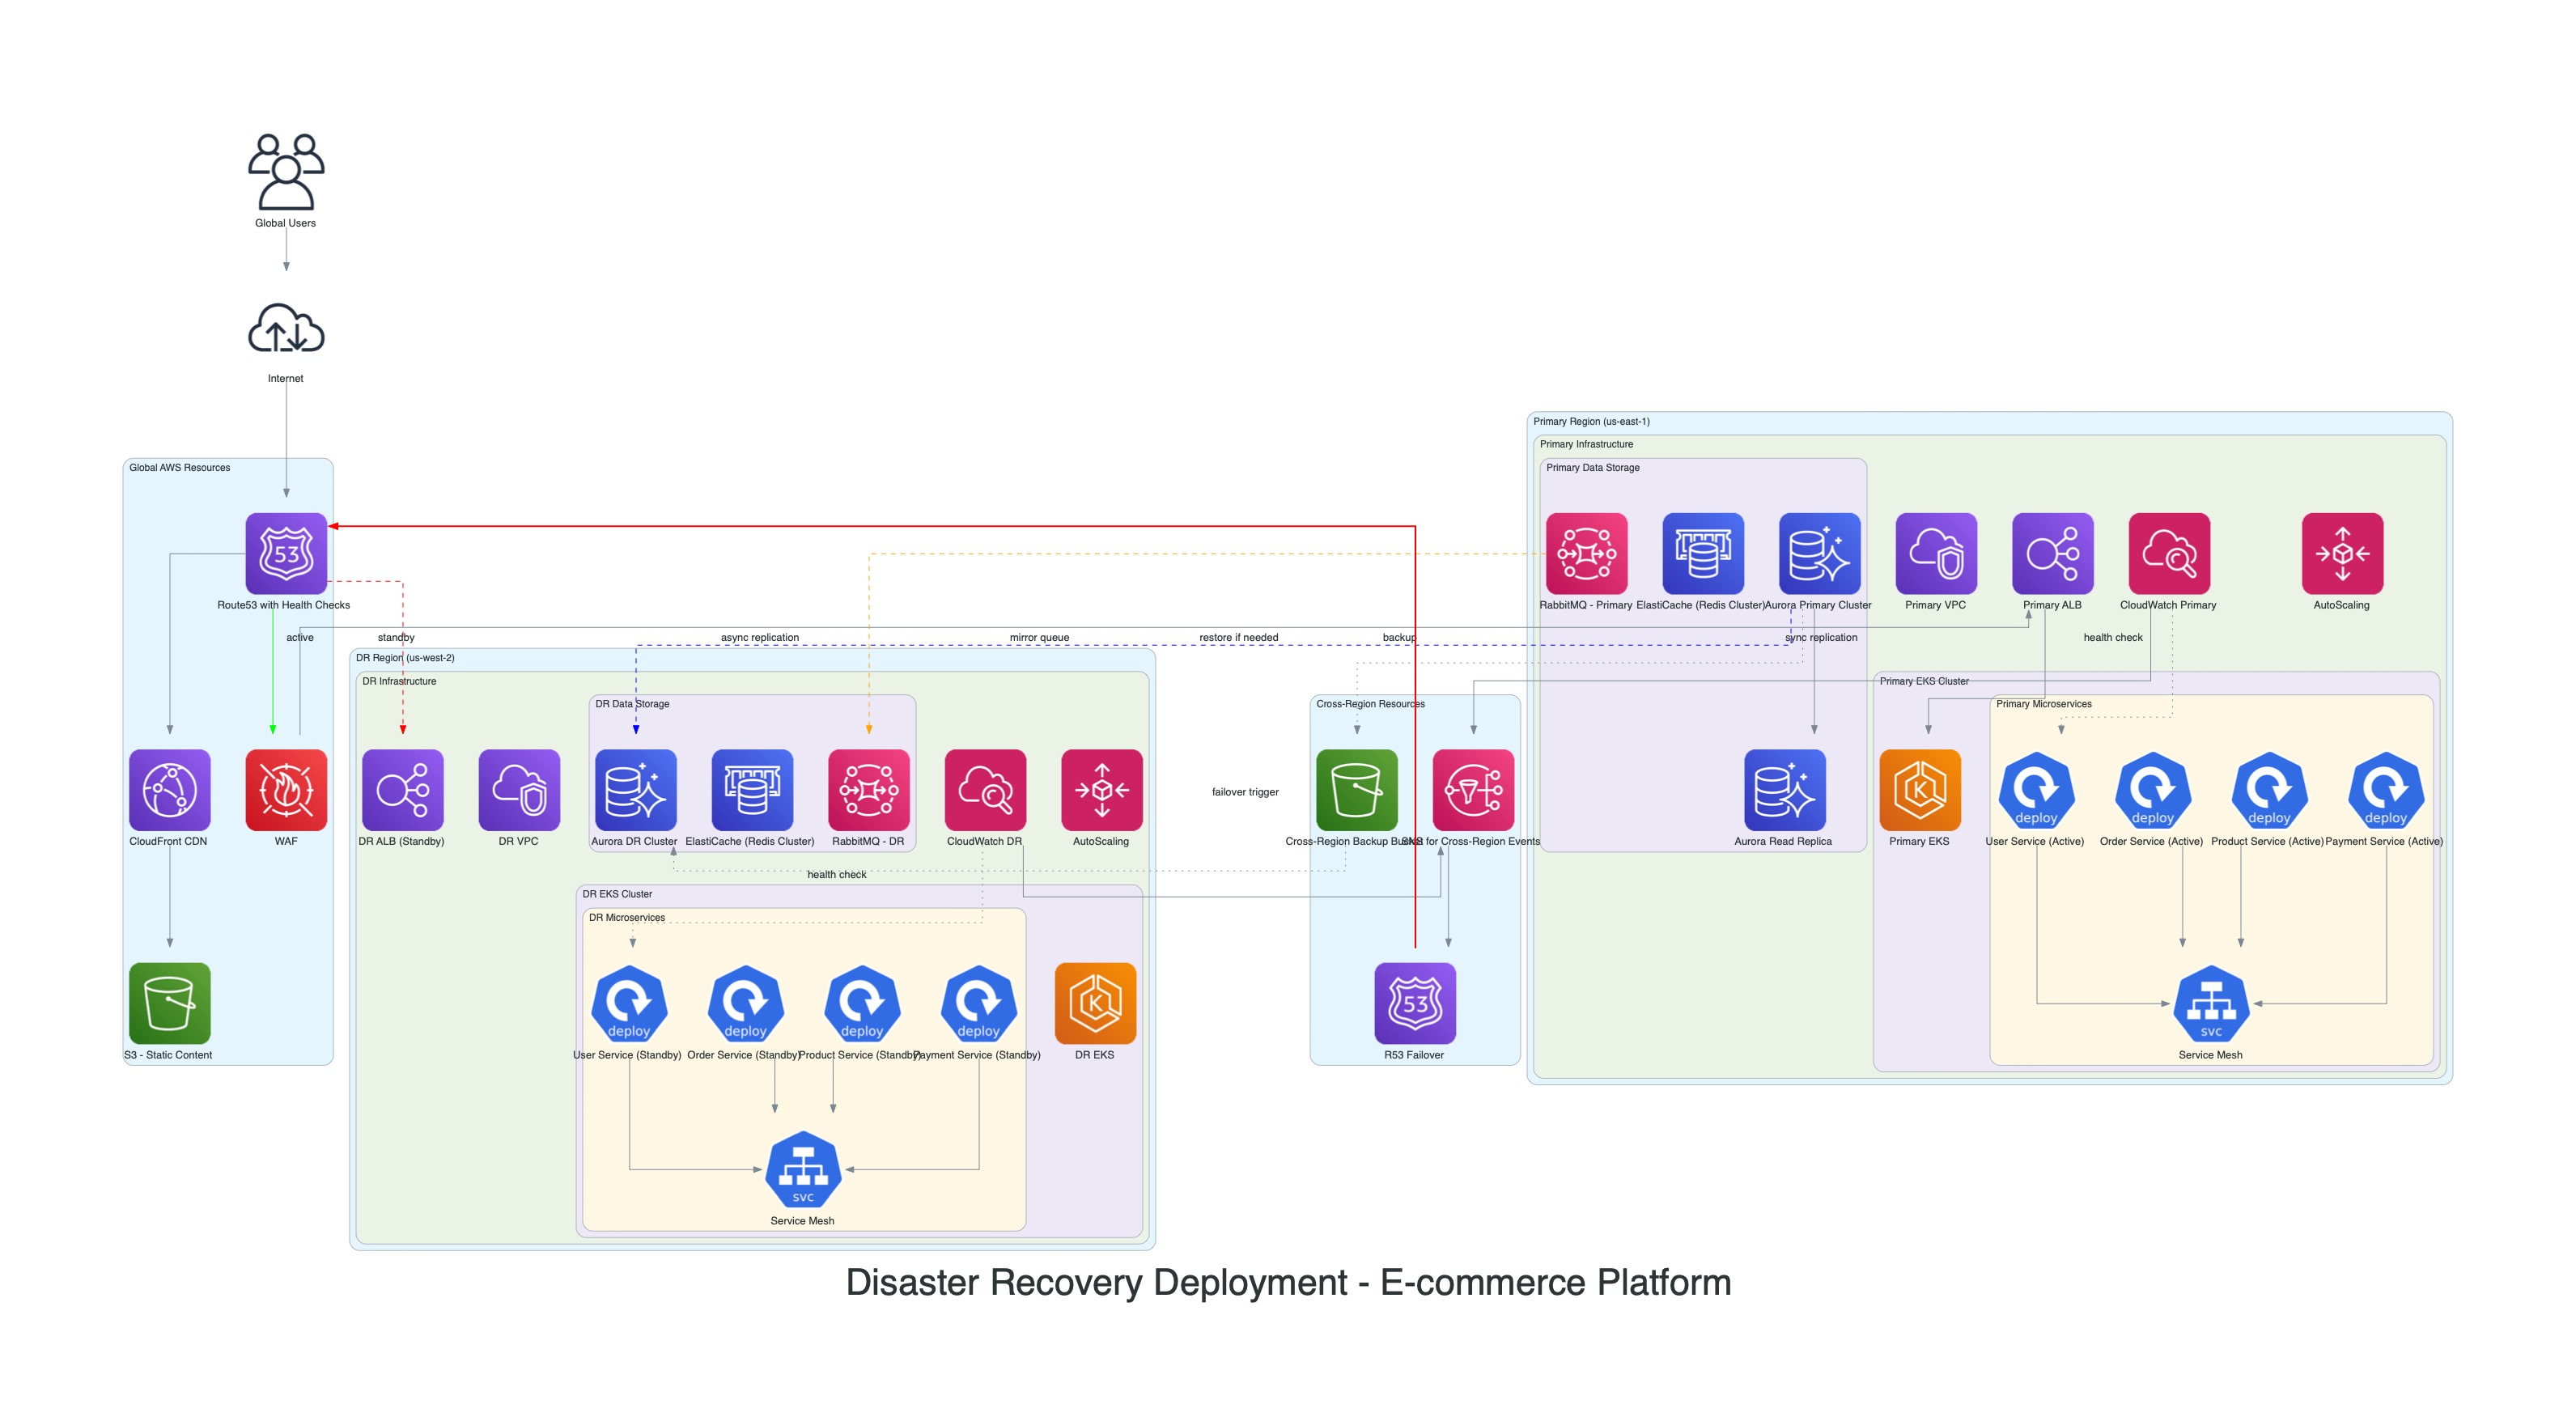 Global Users
Internet
Primary Region (us-east-1)
Primary Infrastructure
Global AWS Resources
Primary Data Storage
53
Route53 with Health Checks
RabbitMQ - Primary
ElastiCache (Redis Cluster)
Aurora Primary Cluster
Primary VPC
Primary ALB
CloudWatch Primary
AutoScaling
active
standby
async replication
mirror queue
restore if needed
backup
sync replication
health check
DR Region (us-west-2)
DR Infrastructure
Primary EKS Cluster
DR Data Storage
Cross-Region Resources
Primary Microservices
failover trigger
K
deploy
deploy
deploy
deploy
CloudFront CDN
WAF
DR ALB (Standby)
DR VPC
Aurora DR Cluster
ElastiCache (Redis Cluster)
RabbitMQ - DR
CloudWatch DR
AutoScaling
Cross-Region Backup Bucket
SNS for Cross-Region Events
Aurora Read Replica
Primary EKS
User Service (Active)
Order Service (Active)
Product Service (Active)
Payment Service (Active)
health check
DR EKS Cluster
DR Microservices
deploy
deploy
deploy
deploy
K
53
svc
S3 - Static Content
User Service (Standby)
Order Service (Standby)
Product Service (Standby)
Payment Service (Standby)
DR EKS
R53 Failover
Service Mesh
svc
Service Mesh
Disaster Recovery Deployment - E-commerce Platform